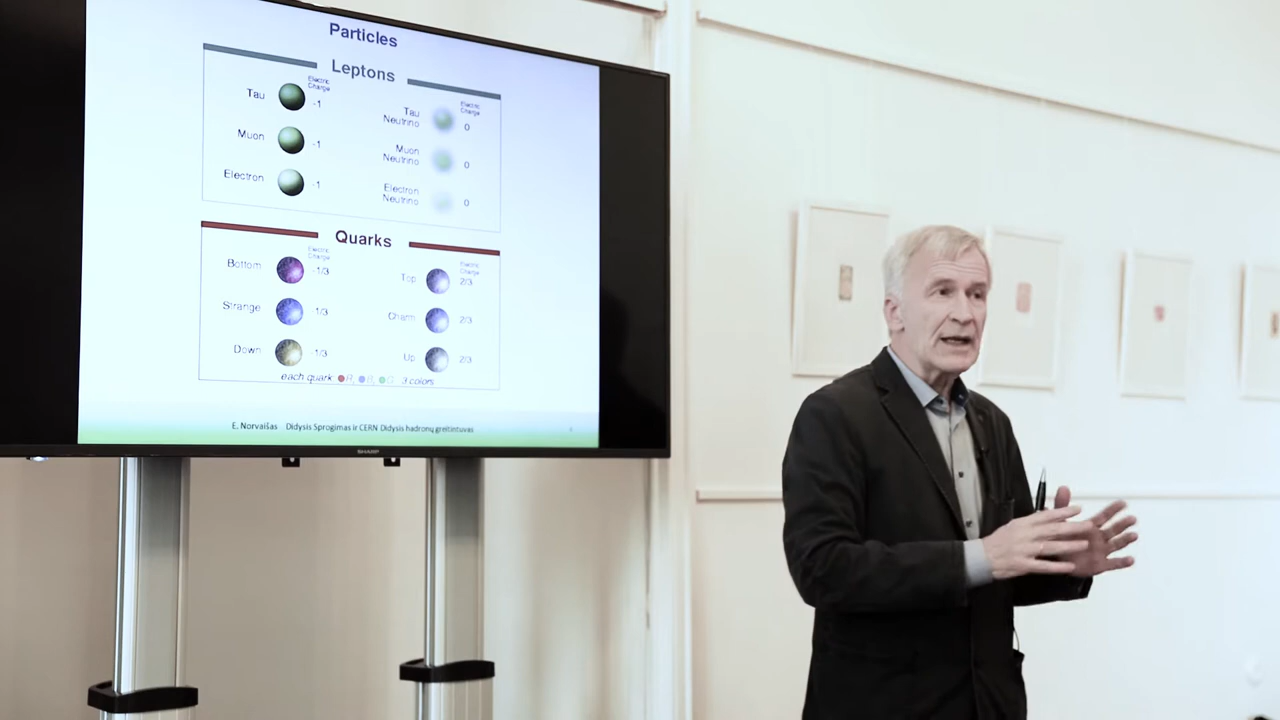 Particles
Leptons
Electric
Charge
Tau -1
Muon -1
Electron -1
Electric
Charge
Tau
Neutrino 0
Muon
Neutrino 0
Electron
Neutrino 0
Quarks
Electric
Charge
Bottom -1/3
Strange 1/3
Down -1/3
Electric
Charge
Top 2/3
Charm 2/3
Up 2/3
each quark R, B, G 3 colors
E. Norvaišas Didysis Sprogimas ir CERN Didysis hadronų greitintuvas
SHARP